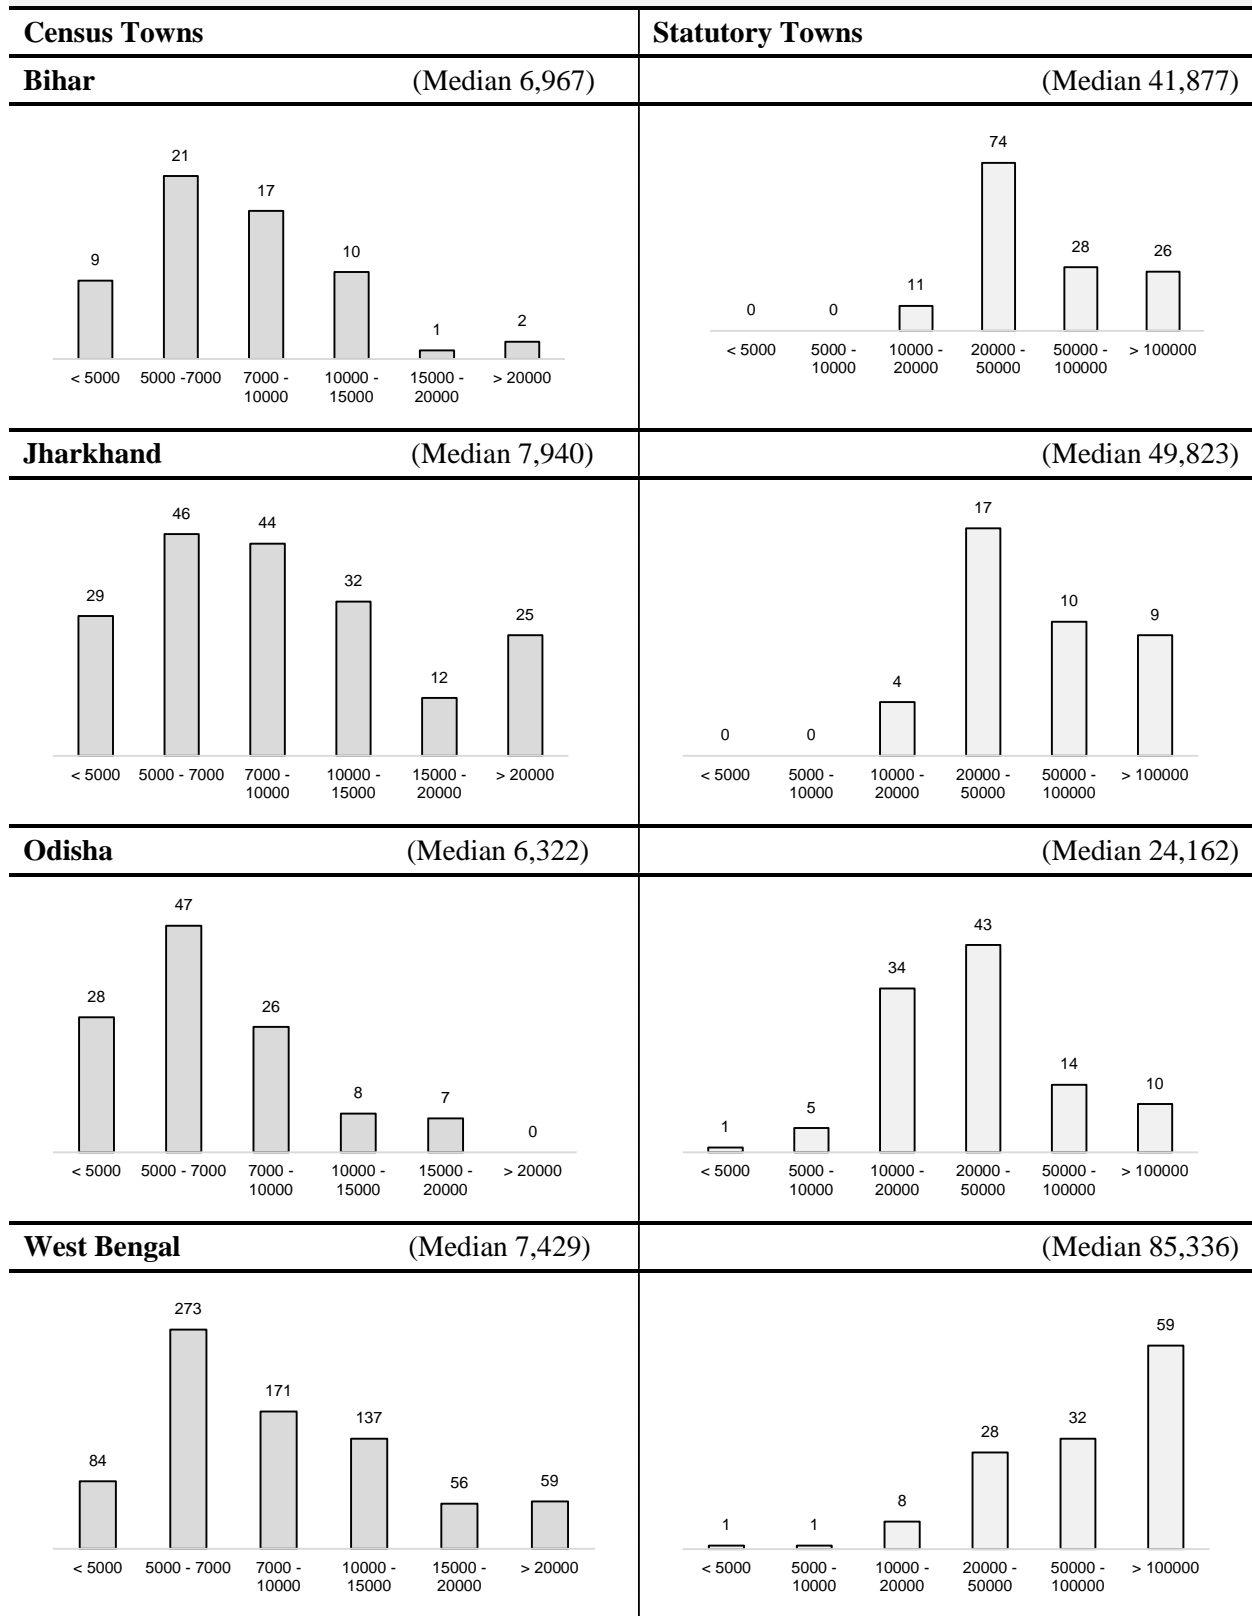 Census Towns
Statutory Towns
Bihar (Median 6,967)
(Median 41,877)
9
21
17
10
1
2
< 5000 5000 -7000 7000 - 10000 - 15000 - > 20000
10000 15000 20000
0
0
11
74
28
26
< 5000 5000 - 10000 - 20000 - 50000 - > 100000
10000 20000 50000 100000
Jharkhand (Median 7,940)
(Median 49,823)
29
46
44
32
12
25
< 5000 5000 - 7000 7000 - 10000 - 15000 - > 20000
10000 15000 20000
0
0
4
17
10
9
< 5000 5000 - 10000 - 20000 - 50000 - > 100000
10000 20000 50000 100000
Odisha (Median 6,322)
(Median 24,162)
28
47
26
8
7
0
< 5000 5000 - 7000 7000 - 10000 - 15000 - > 20000
10000 15000 20000
1
5
34
43
14
10
< 5000 5000 - 10000 - 20000 - 50000 - > 100000
10000 20000 50000 100000
West Bengal (Median 7,429)
(Median 85,336)
84
273
171
137
56
59
< 5000 5000 - 7000 7000 - 10000 - 15000 - > 20000
10000 15000 20000
1
1
8
28
32
59
< 5000 5000 - 10000 - 20000 - 50000 - > 100000
10000 20000 50000 100000